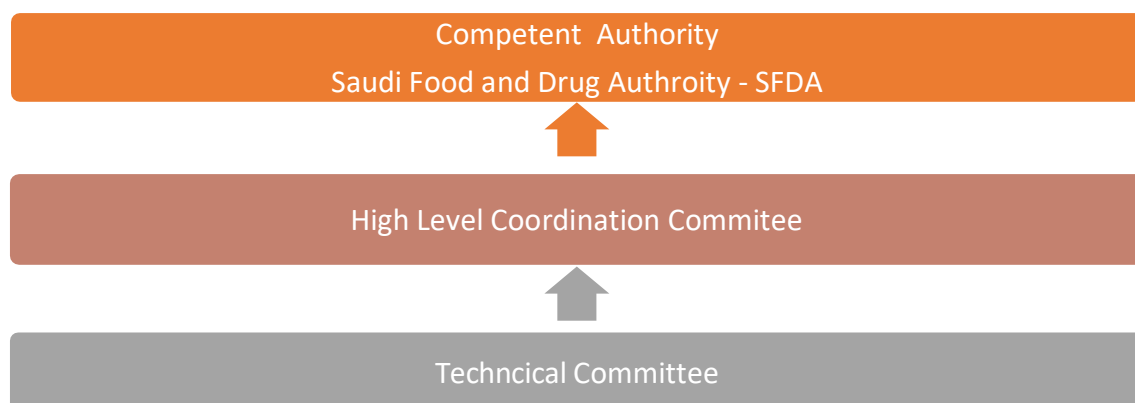 Competent Authority
Saudi Food and Drug Authroity - SFDA
High Level Coordination Commitee
Techncical Committee